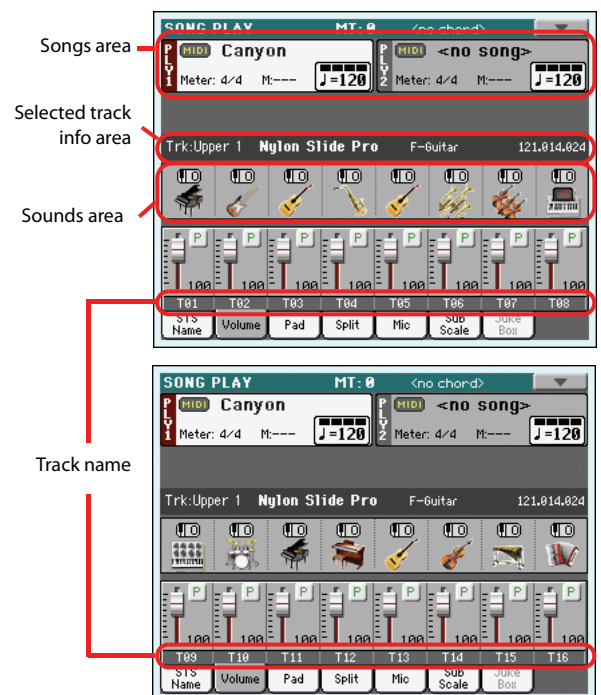 Songs area
SONG PLAY MT: 0 <no chord>
PLY1 MIDI Canyon
Meter: 4/4 M:--- ♩=120
PLY2 MIDI <no song>
Meter: 4/4 M:--- ♩=120
Selected track
info area
Trk:Upper 1 Nylon Slide Pro F-Guitar 121.014.024
Sounds area
P P P P P P P P
100 100 100 100 100 100 100 100
T01 T02 T03 T04 T05 T06 T07 T08
STS Name Volume Pad Split Mic Sub Scale Juke Box
Track name
SONG PLAY MT: 0 <no chord>
PLY1 MIDI Canyon
Meter: 4/4 M:--- ♩=120
PLY2 MIDI <no song>
Meter: 4/4 M:--- ♩=120
Trk:Upper 1 Nylon Slide Pro F-Guitar 121.014.024
P P P P P P P P
100 100 100 100 100 100 100 100
T09 T10 T11 T12 T13 T14 T15 T16
STS Name Volume Pad Split Mic Sub Scale Juke Box